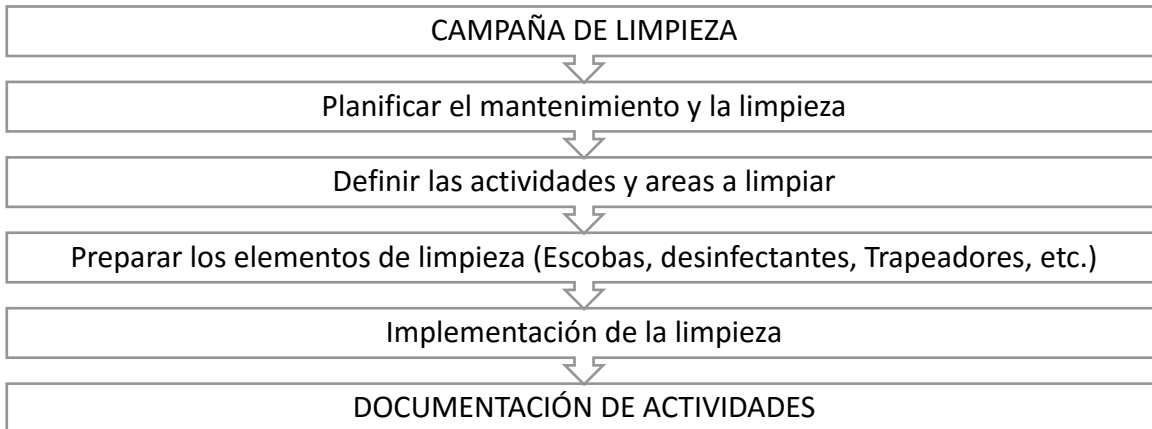 CAMPAÑA DE LIMPIEZA
Planificar el mantenimiento y la limpieza
Definir las actividades y areas a limpiar
Preparar los elementos de limpieza (Escobas, desinfectantes, Trapeadores, etc.)
Implementación de la limpieza
DOCUMENTACIÓN DE ACTIVIDADES